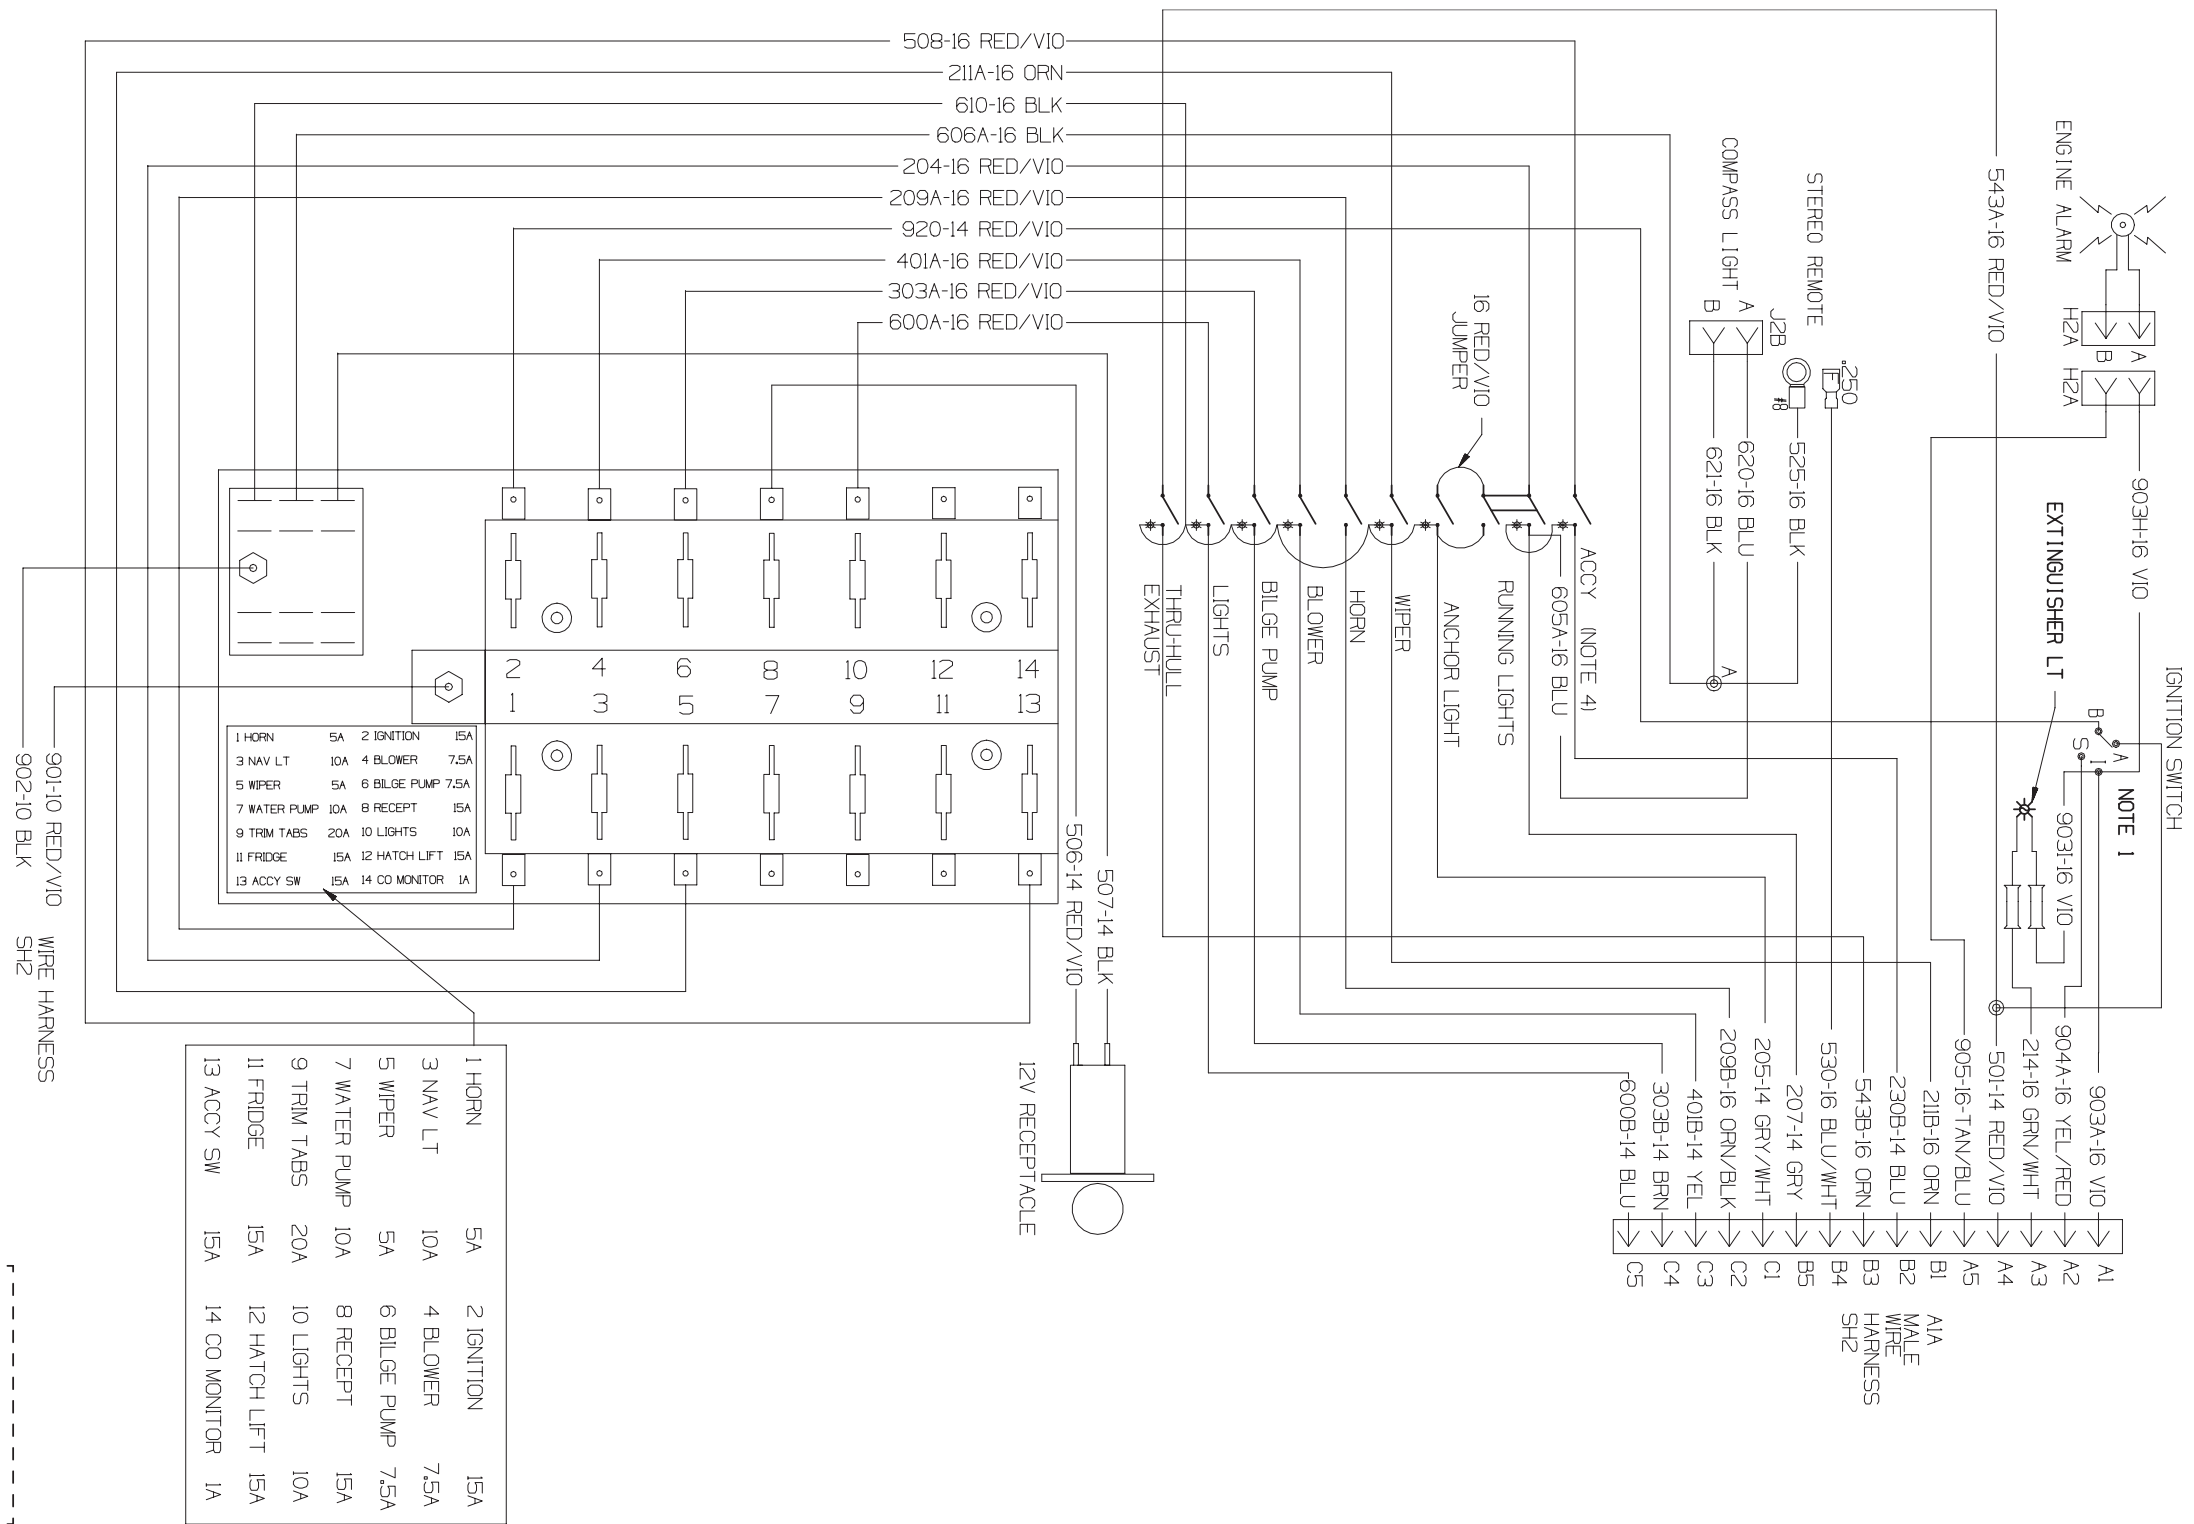 508-16 RED/VIO
211A-16 ORN
610-16 BLK
606A-16 BLK
204-16 RED/VIO
209A-16 RED/VIO
920-14 RED/VIO
401A-16 RED/VIO
303A-16 RED/VIO
600A-16 RED/VIO
16 RED/VIO
JUMPER
COMPASS LIGHT
B
A
J2B
STEREO REMOTE
.250
#8
621-16 BLK
620-16 BLU
525-16 BLK
A
543A-16 RED/VIO
ENGINE ALARM
H2A
B
A
H2A
903H-16 VIO
EXTINGUISHER LT
IGNITION SWITCH
B
A
S
I
NOTE 1
903I-16 VIO
THRU-HULL
EXHAUST
LIGHTS
BILGE PUMP
BLOWER
HORN
WIPER
ANCHOR LIGHT
RUNNING LIGHTS
605A-16 BLU
ACCY (NOTE 4)
2 4 6 8 10 12 14
1 3 5 7 9 11 13
1 HORN 5A 2 IGNITION 15A
3 NAV LT 10A 4 BLOWER 7.5A
5 WIPER 5A 6 BILGE PUMP 7.5A
7 WATER PUMP 10A 8 RECEPT 15A
9 TRIM TABS 20A 10 LIGHTS 10A
11 FRIDGE 15A 12 HATCH LIFT 15A
13 ACCY SW 15A 14 CO MONITOR 1A
902-10 BLK
901-10 RED/VIO
WIRE HARNESS
SH2
506-14 RED/VIO
507-14 BLK
12V RECEPTACLE
1 HORN 5A 2 IGNITION 15A
3 NAV LT 10A 4 BLOWER 7.5A
5 WIPER 5A 6 BILGE PUMP 7.5A
7 WATER PUMP 10A 8 RECEPT 15A
9 TRIM TABS 20A 10 LIGHTS 10A
11 FRIDGE 15A 12 HATCH LIFT 15A
13 ACCY SW 15A 14 CO MONITOR 1A
903A-16 VIO A1
904A-16 YEL/RED A2
214-16 GRN/WHT A3
501-14 RED/VIO A4
905-16-TAN/BLU A5
211B-16 ORN B1
230B-14 BLU B2
543B-16 ORN B3
530-16 BLU/WHT B4
207-14 GRY B5
205-14 GRY/WHT C1
209B-16 ORN/BLK C2
401B-14 YEL C3
303B-14 BRN C4
600B-14 BLU C5
A1A
MALE
WIRE
HARNESS
SH2